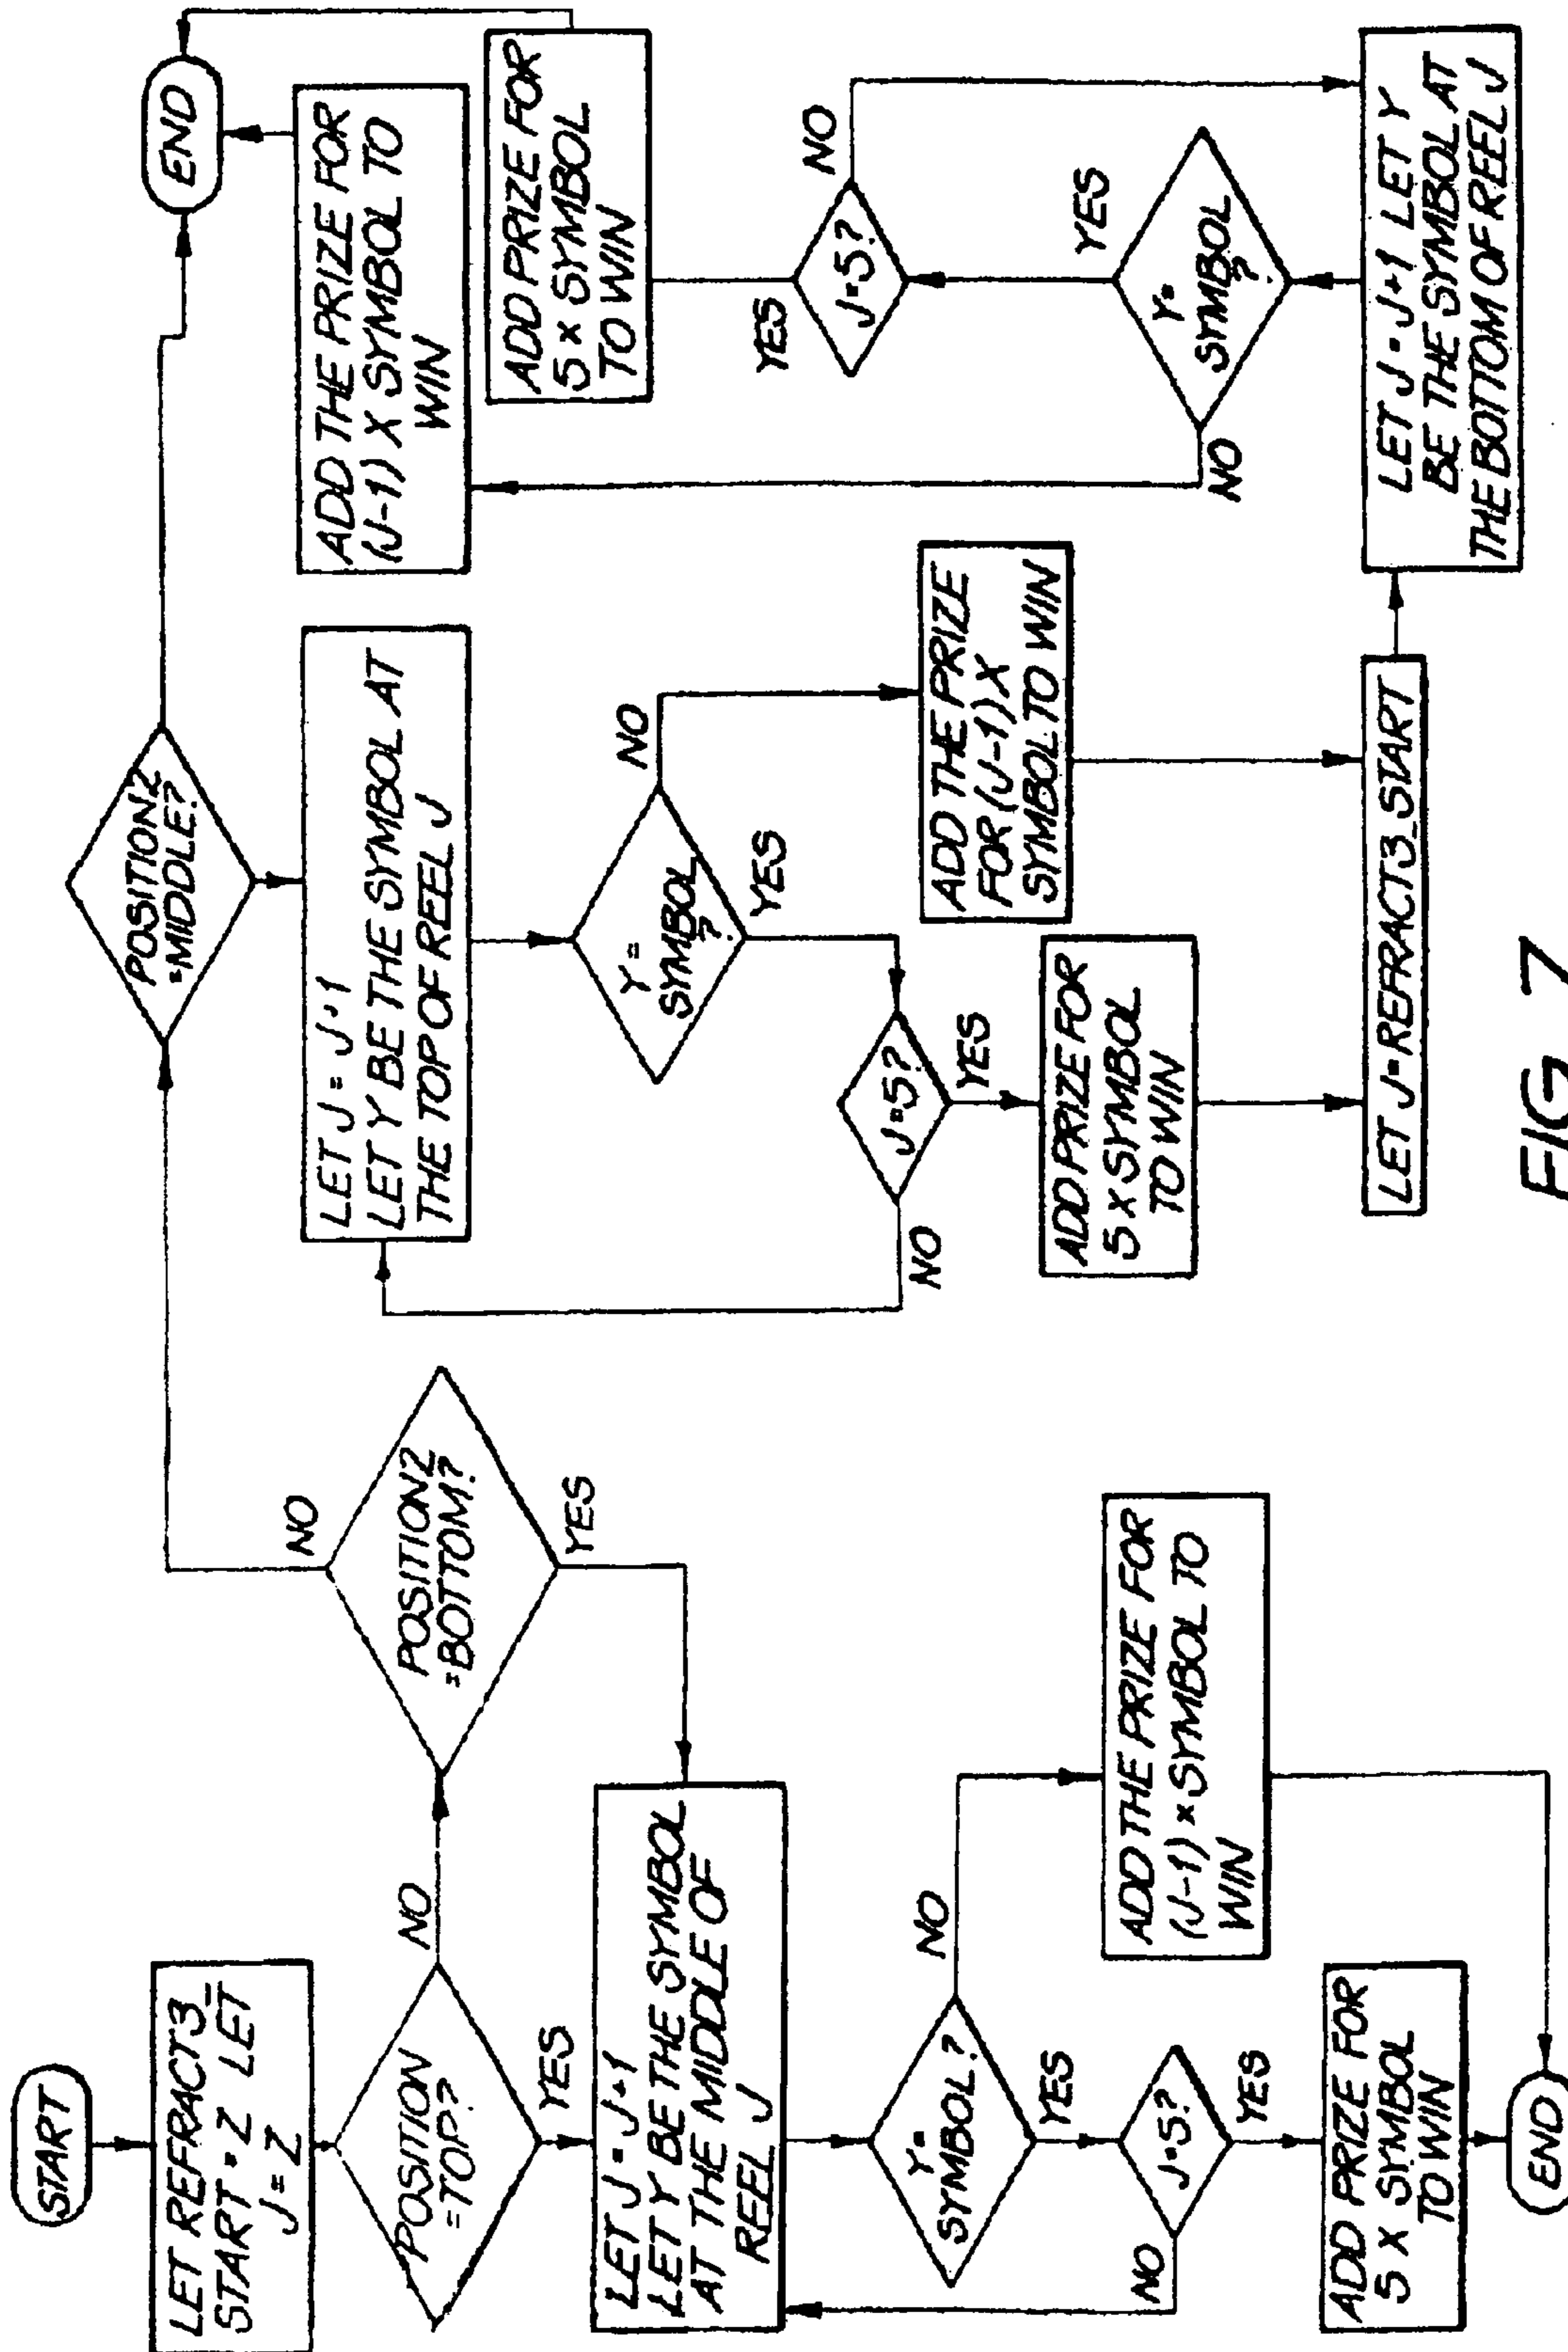 START
LET REFRACT3_
START = Z LET
J = Z
POSITION
=TOP?
NO
YES
POSITION2
=BOTTOM?
NO
YES
LET J = J+1
LET Y BE THE SYMBOL
AT THE MIDDLE OF
REEL J
Y=
SYMBOL?
NO
YES
J=5?
NO
YES
ADD THE PRIZE FOR
(J-1) × SYMBOL TO
WIN
ADD PRIZE FOR
5 X SYMBOL
TO WIN
END
POSITION2
=MIDDLE?
LET J = J+1
LET Y BE THE SYMBOL AT
THE TOP OF REEL J
Y=
SYMBOL
?
NO
YES
J=5?
NO
YES
ADD PRIZE FOR
5 X SYMBOL
TO WIN
ADD THE PRIZE
FOR (J-1) X
SYMBOL TO WIN
LET J=REFRACT3_START
END
ADD THE PRIZE FOR
(J-1) X SYMBOL TO
WIN
ADD PRIZE FOR
5 × SYMBOL
TO WIN
YES
J=5?
NO
YES
Y=
SYMBOL
?
NO
LET J = J+1 LET Y
BE THE SYMBOL AT
THE BOTTOM OF REEL J
FIG 7